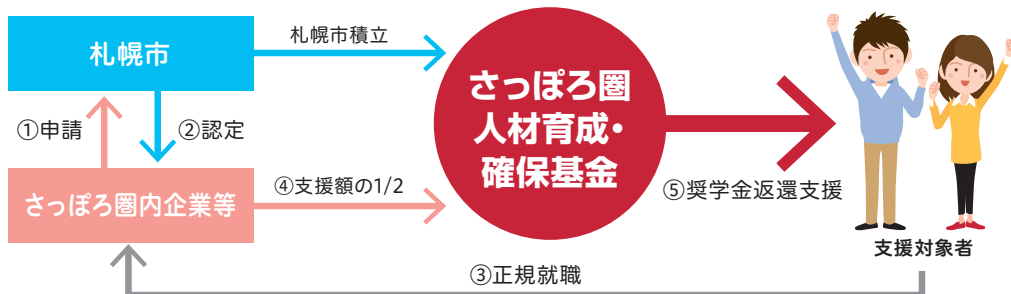 札幌市
札幌市積立
①申請
②認定
さっぽろ圏内企業等
④支援額の1/2
さっぽろ圏
人材育成・
確保基金
⑤奨学金返還支援
支援対象者
③正規就職